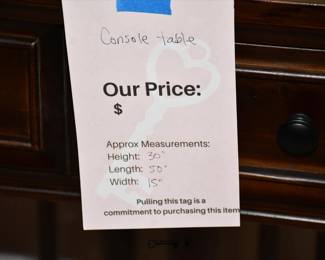 Console table
Our Price:
$
Approx Measurements:
Height: 30"
Length: 50"
Width: 15"
Pulling this tag is a
commitment to purchasing this item